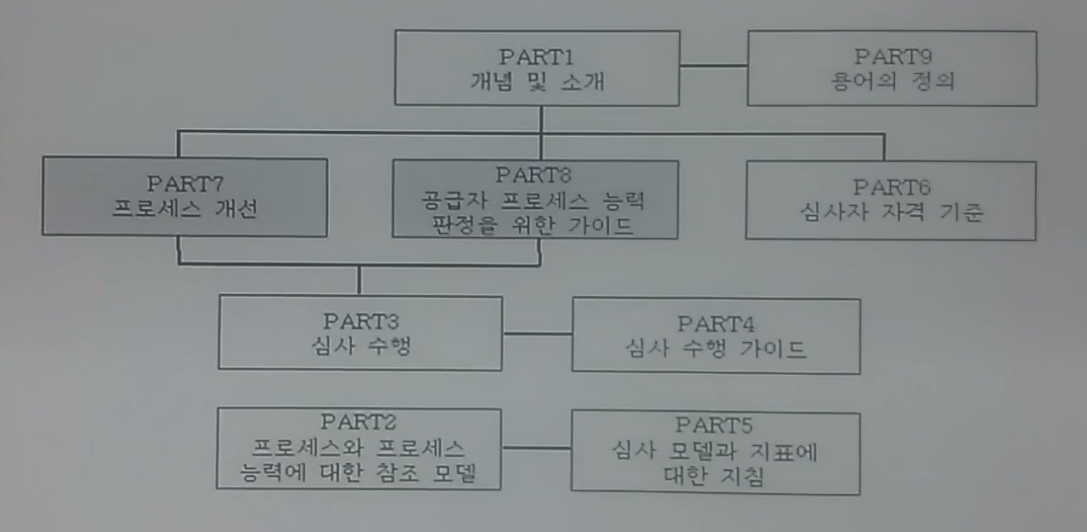 PART1
개념 및 소개
PART9
용어의 정의
PART7
프로세스 개선
PART8
공급자 프로세스 능력
판정을 위한 가이드
PART6
심사자 자격 기준
PART3
심사 수행
PART4
심사 수행 가이드
PART2
프로세스와 프로세스
능력에 대한 참조 모델
PART5
심사 모델과 지표에
대한 지침